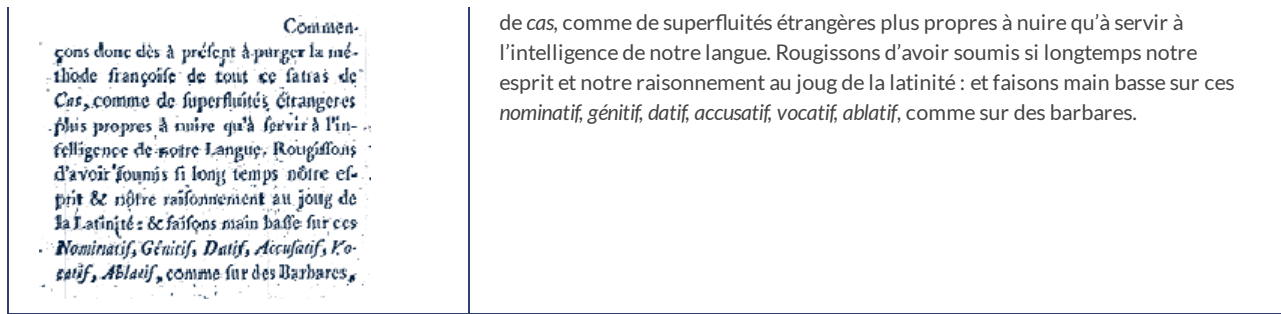 Commen-
çons donc dès à préſent à purger la mé-
thode françoiſe de tout ce fatras de
Cas, comme de ſuperfluités étrangeres
plus propres à nuire qu'à ſervir à l'in-
telligence de notre Langue. Rougiſſons
d'avoir ſoumis ſi long temps nôtre eſ-
prit & nôtre raiſonnement au joug de
la Latinité : & faiſons main baſſe ſur ces
Nominatif, Génitif, Datif, Accuſatif, Vo-
catif, Ablatif, comme ſur des Barbares,
de cas, comme de superfluités étrangères plus propres à nuire qu’à servir à
l’intelligence de notre langue. Rougissons d’avoir soumis si longtemps notre
esprit et notre raisonnement au joug de la latinité : et faisons main basse sur ces
nominatif, génitif, datif, accusatif, vocatif, ablatif, comme sur des barbares.